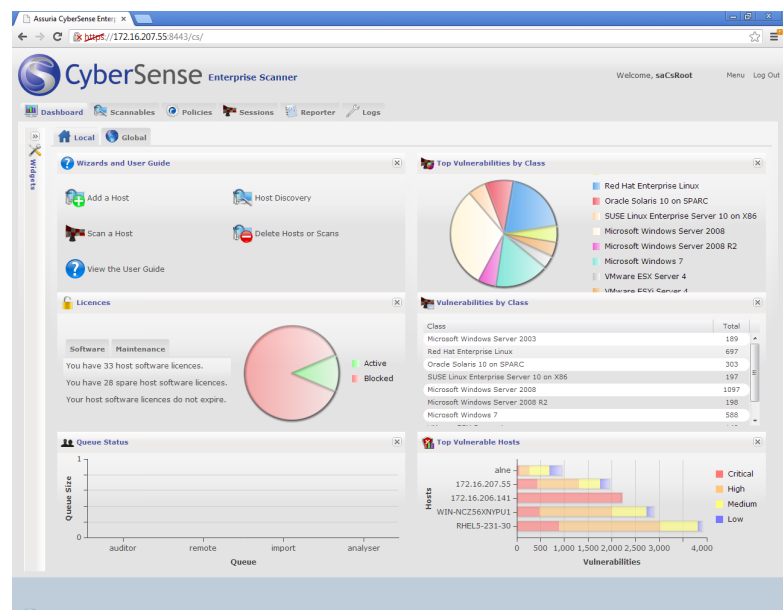 Assuria CyberSense Enterp
https://172.16.207.55:8443/cs/
CyberSense Enterprise Scanner
Welcome, saCsRoot Menu Log Out
Dashboard Scannables Policies Sessions Reporter Logs
Widgets
Local Global
Wizards and User Guide
Add a Host Host Discovery
Scan a Host Delete Hosts or Scans
View the User Guide
Top Vulnerabilities by Class
Red Hat Enterprise Linux
Oracle Solaris 10 on SPARC
SUSE Linux Enterprise Server 10 on X86
Microsoft Windows Server 2008
Microsoft Windows Server 2008 R2
Microsoft Windows 7
VMware ESX Server 4
VMware ESXi Server 4
Licences
Software Maintenance
You have 33 host software licences.
You have 28 spare host software licences.
Your host software licences do not expire.
Active
Blocked
Vulnerabilities by Class
Class Total
Microsoft Windows Server 2003 189
Red Hat Enterprise Linux 697
Oracle Solaris 10 on SPARC 303
SUSE Linux Enterprise Server 10 on X86 197
Microsoft Windows Server 2008 1097
Microsoft Windows Server 2008 R2 198
Microsoft Windows 7 588
Queue Status
1
Queue Size
0
auditor remote import analyser
Queue
Top Vulnerable Hosts
Hosts
alne
172.16.207.55
172.16.206.141
WIN-NCZ56XNYPU1
RHEL5-231-30
0 500 1,000 1,500 2,000 2,500 3,000 4,000
Vulnerabilities
Critical
High
Medium
Low